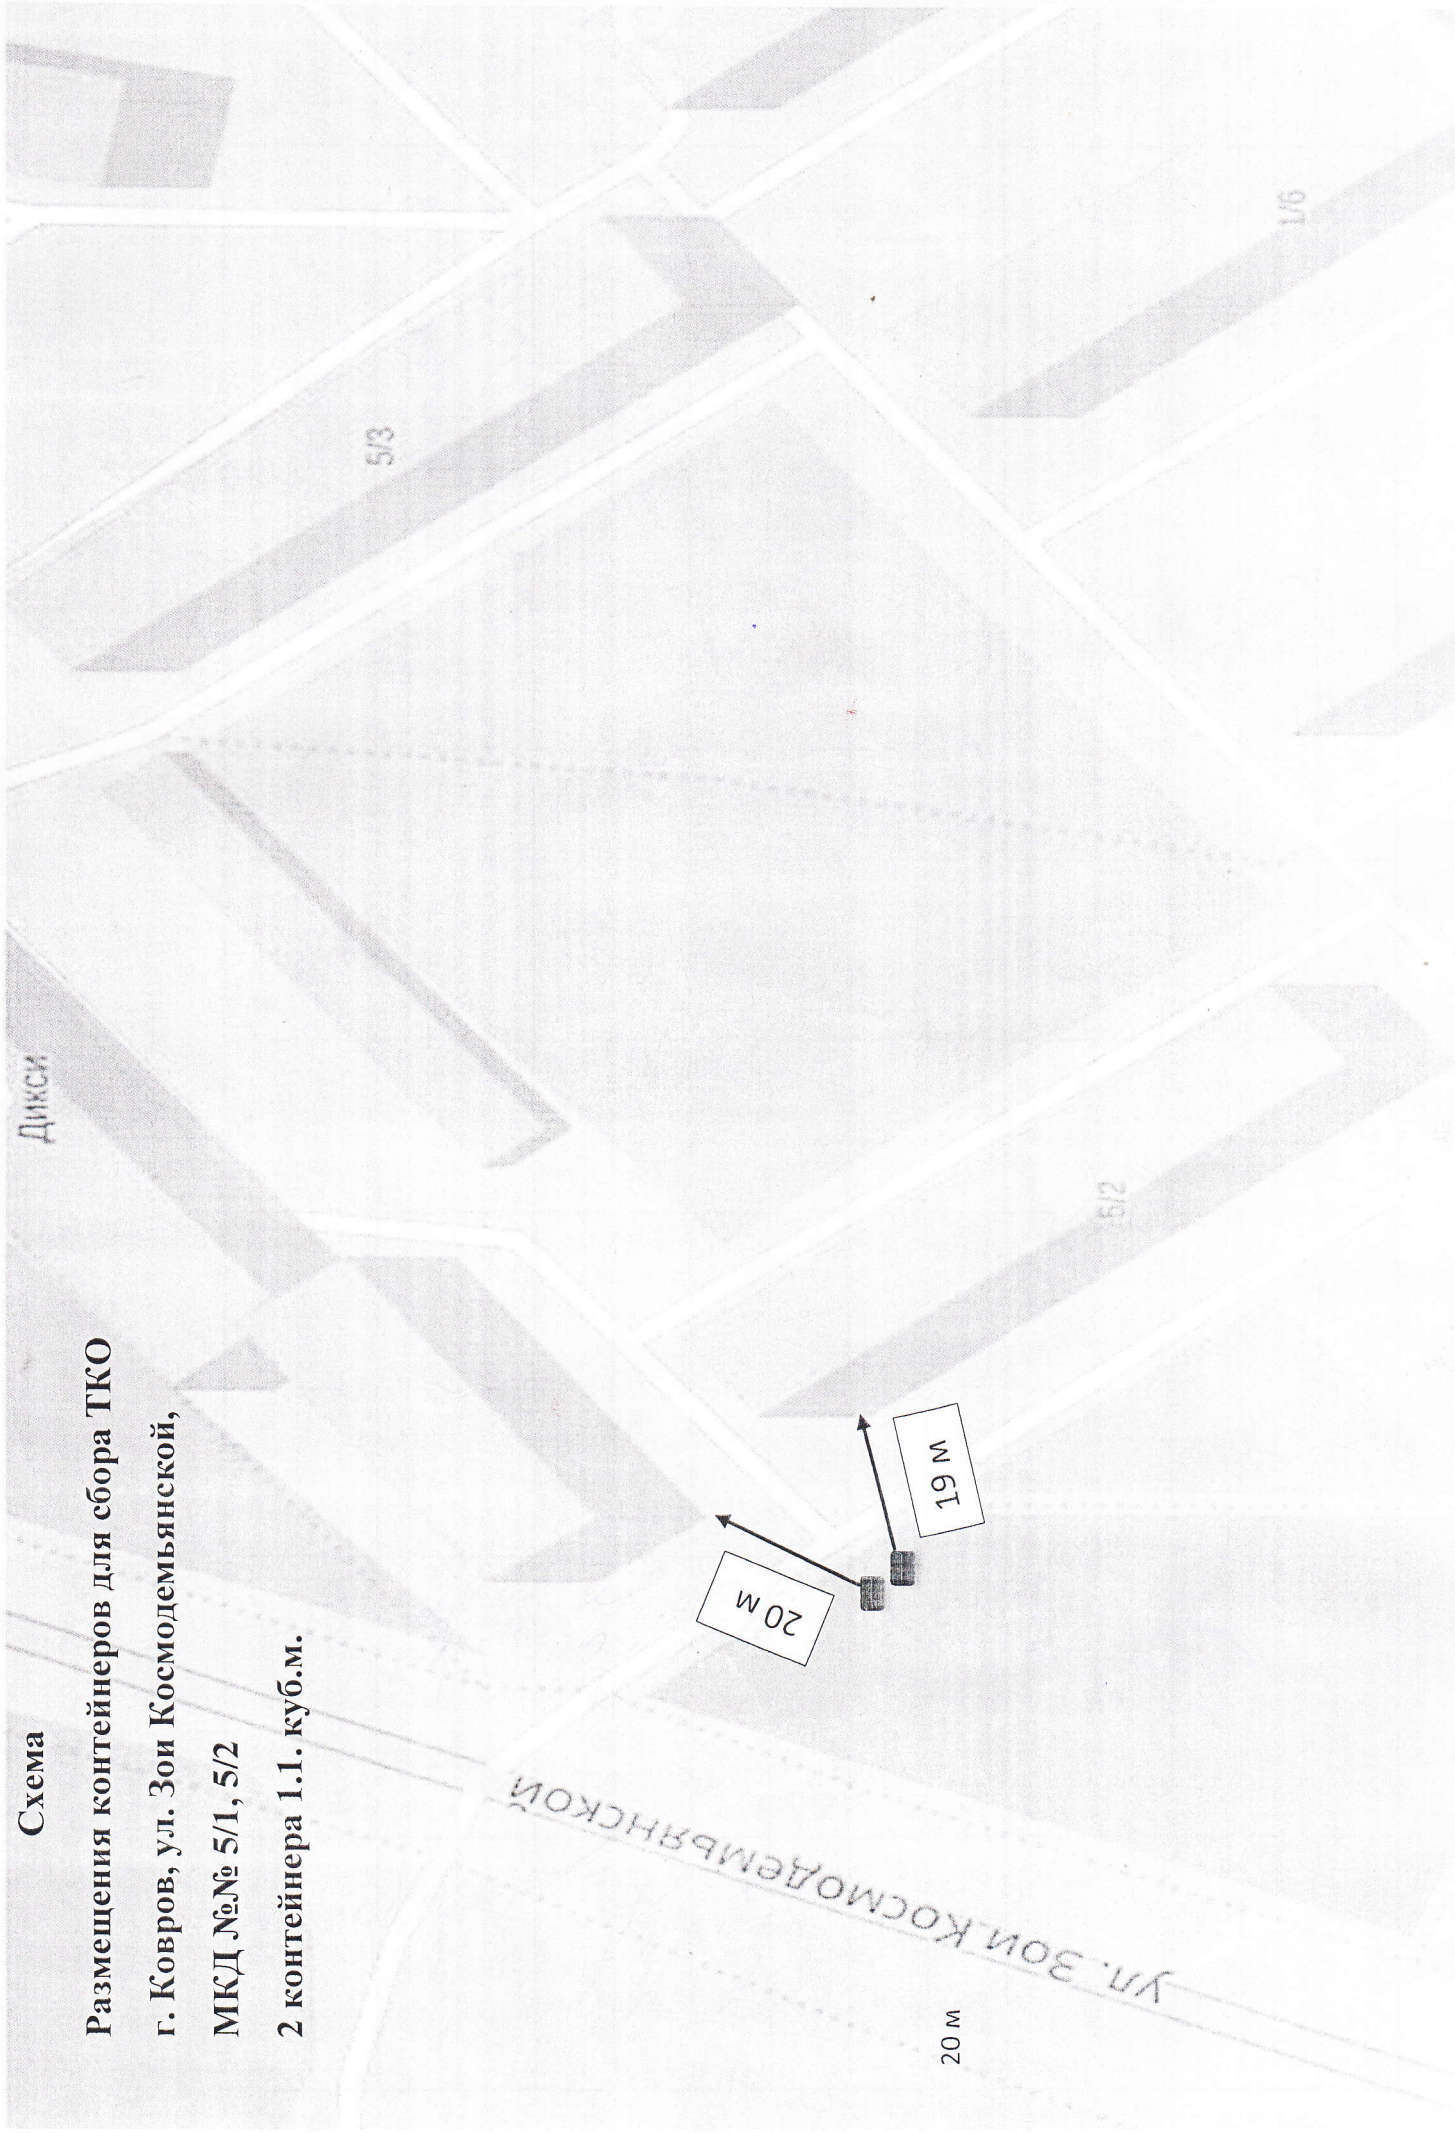 Схема
Размещения контейнеров для сбора ТКО
г. Ковров, ул. Зои Космодемьянской,
МКД №№ 5/1, 5/2
2 контейнера 1.1. куб.м.
Дикси
5/3
1/6
5/2
20 м
19 м
ул. Зои Космодемьянской
20 м